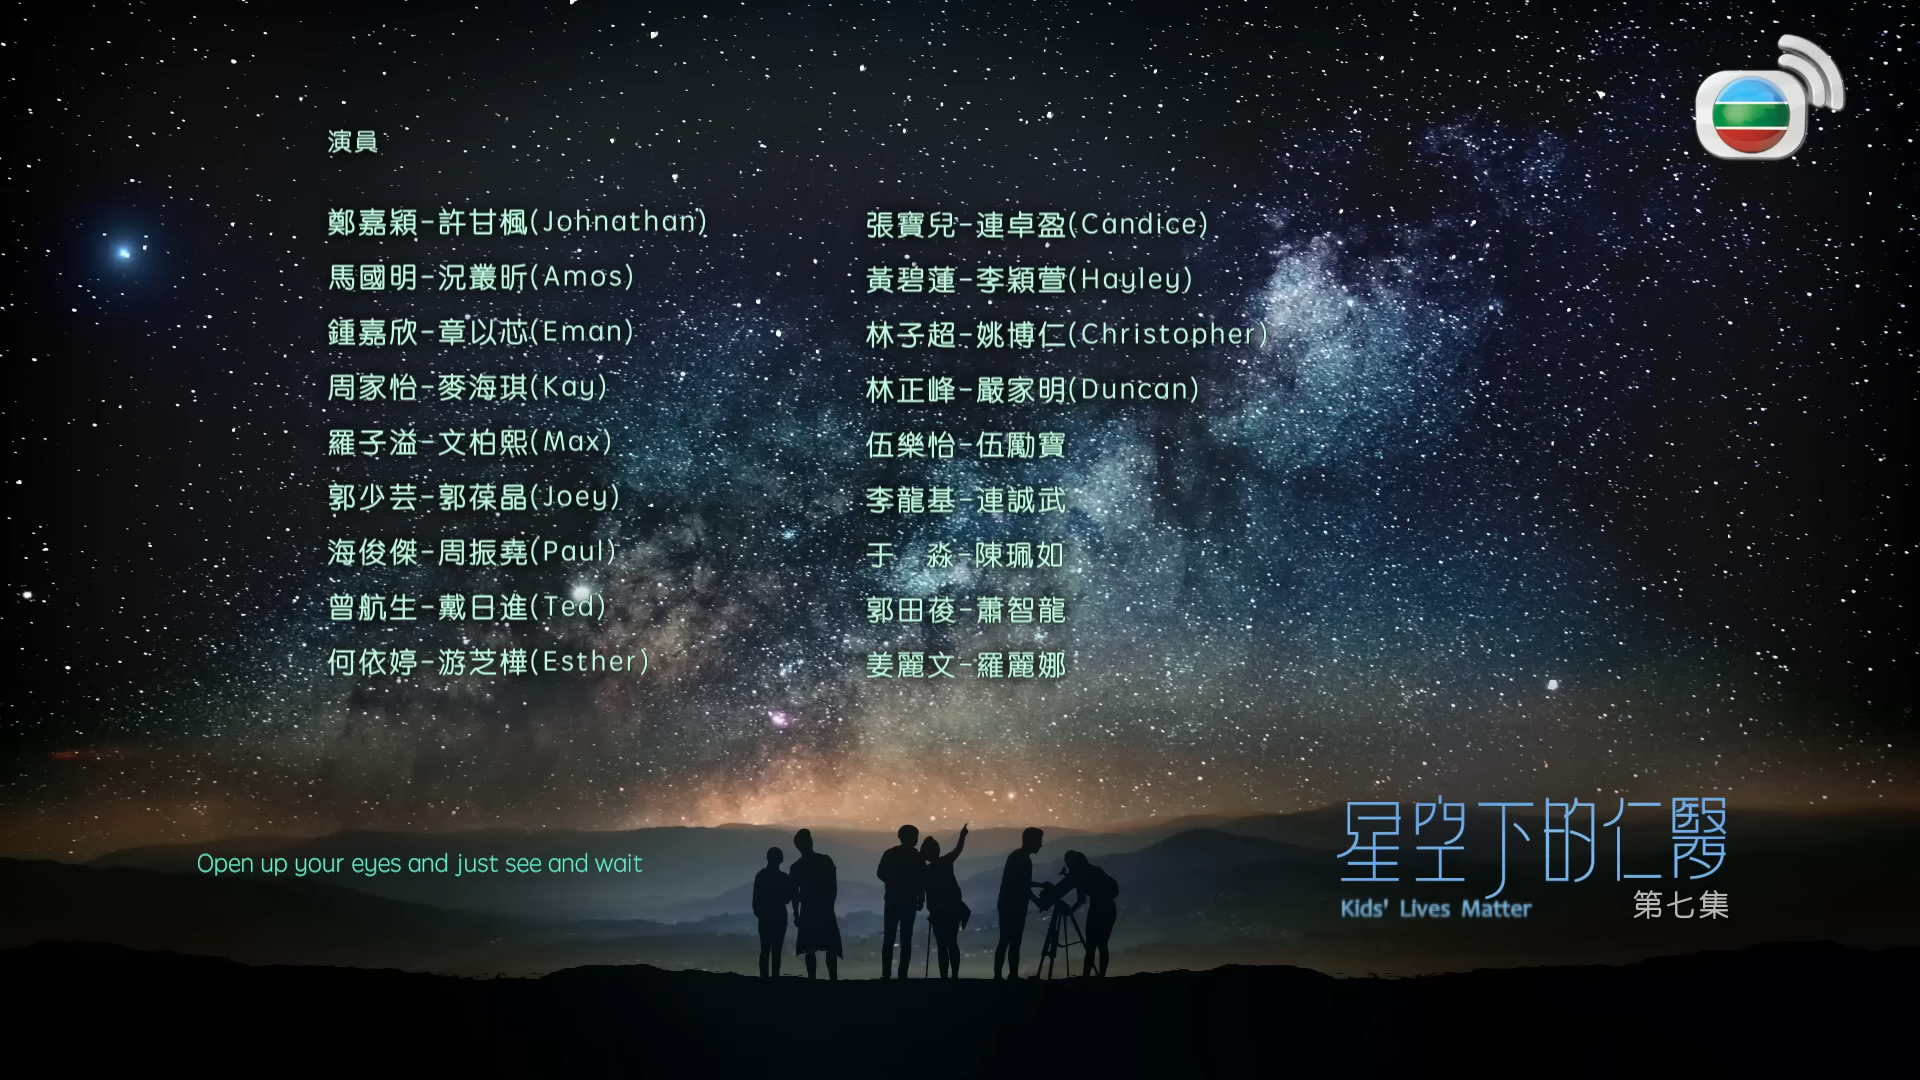 演員
鄭嘉穎-許甘楓(Johnathan)
馬國明-況叢昕(Amos)
鍾嘉欣-章以芯(Eman)
周家怡-麥海琪(Kay)
羅子溢-文柏熙(Max)
郭少芸-郭葆晶(Joey)
海俊傑-周振堯(Paul)
曾航生-戴日進(Ted)
何依婷-游芝樺(Esther)
張寶兒-連卓盈(Candice)
黃碧蓮-李穎萱(Hayley)
林子超-姚博仁(Christopher)
林正峰-嚴家明(Duncan)
伍樂怡-伍勵寶
李龍基-連誠武
于 淼-陳珮如
郭田葰-蕭智龍
姜麗文-羅麗娜
Open up your eyes and just see and wait
星空下的仁醫
Kids' Lives Matter
第七集